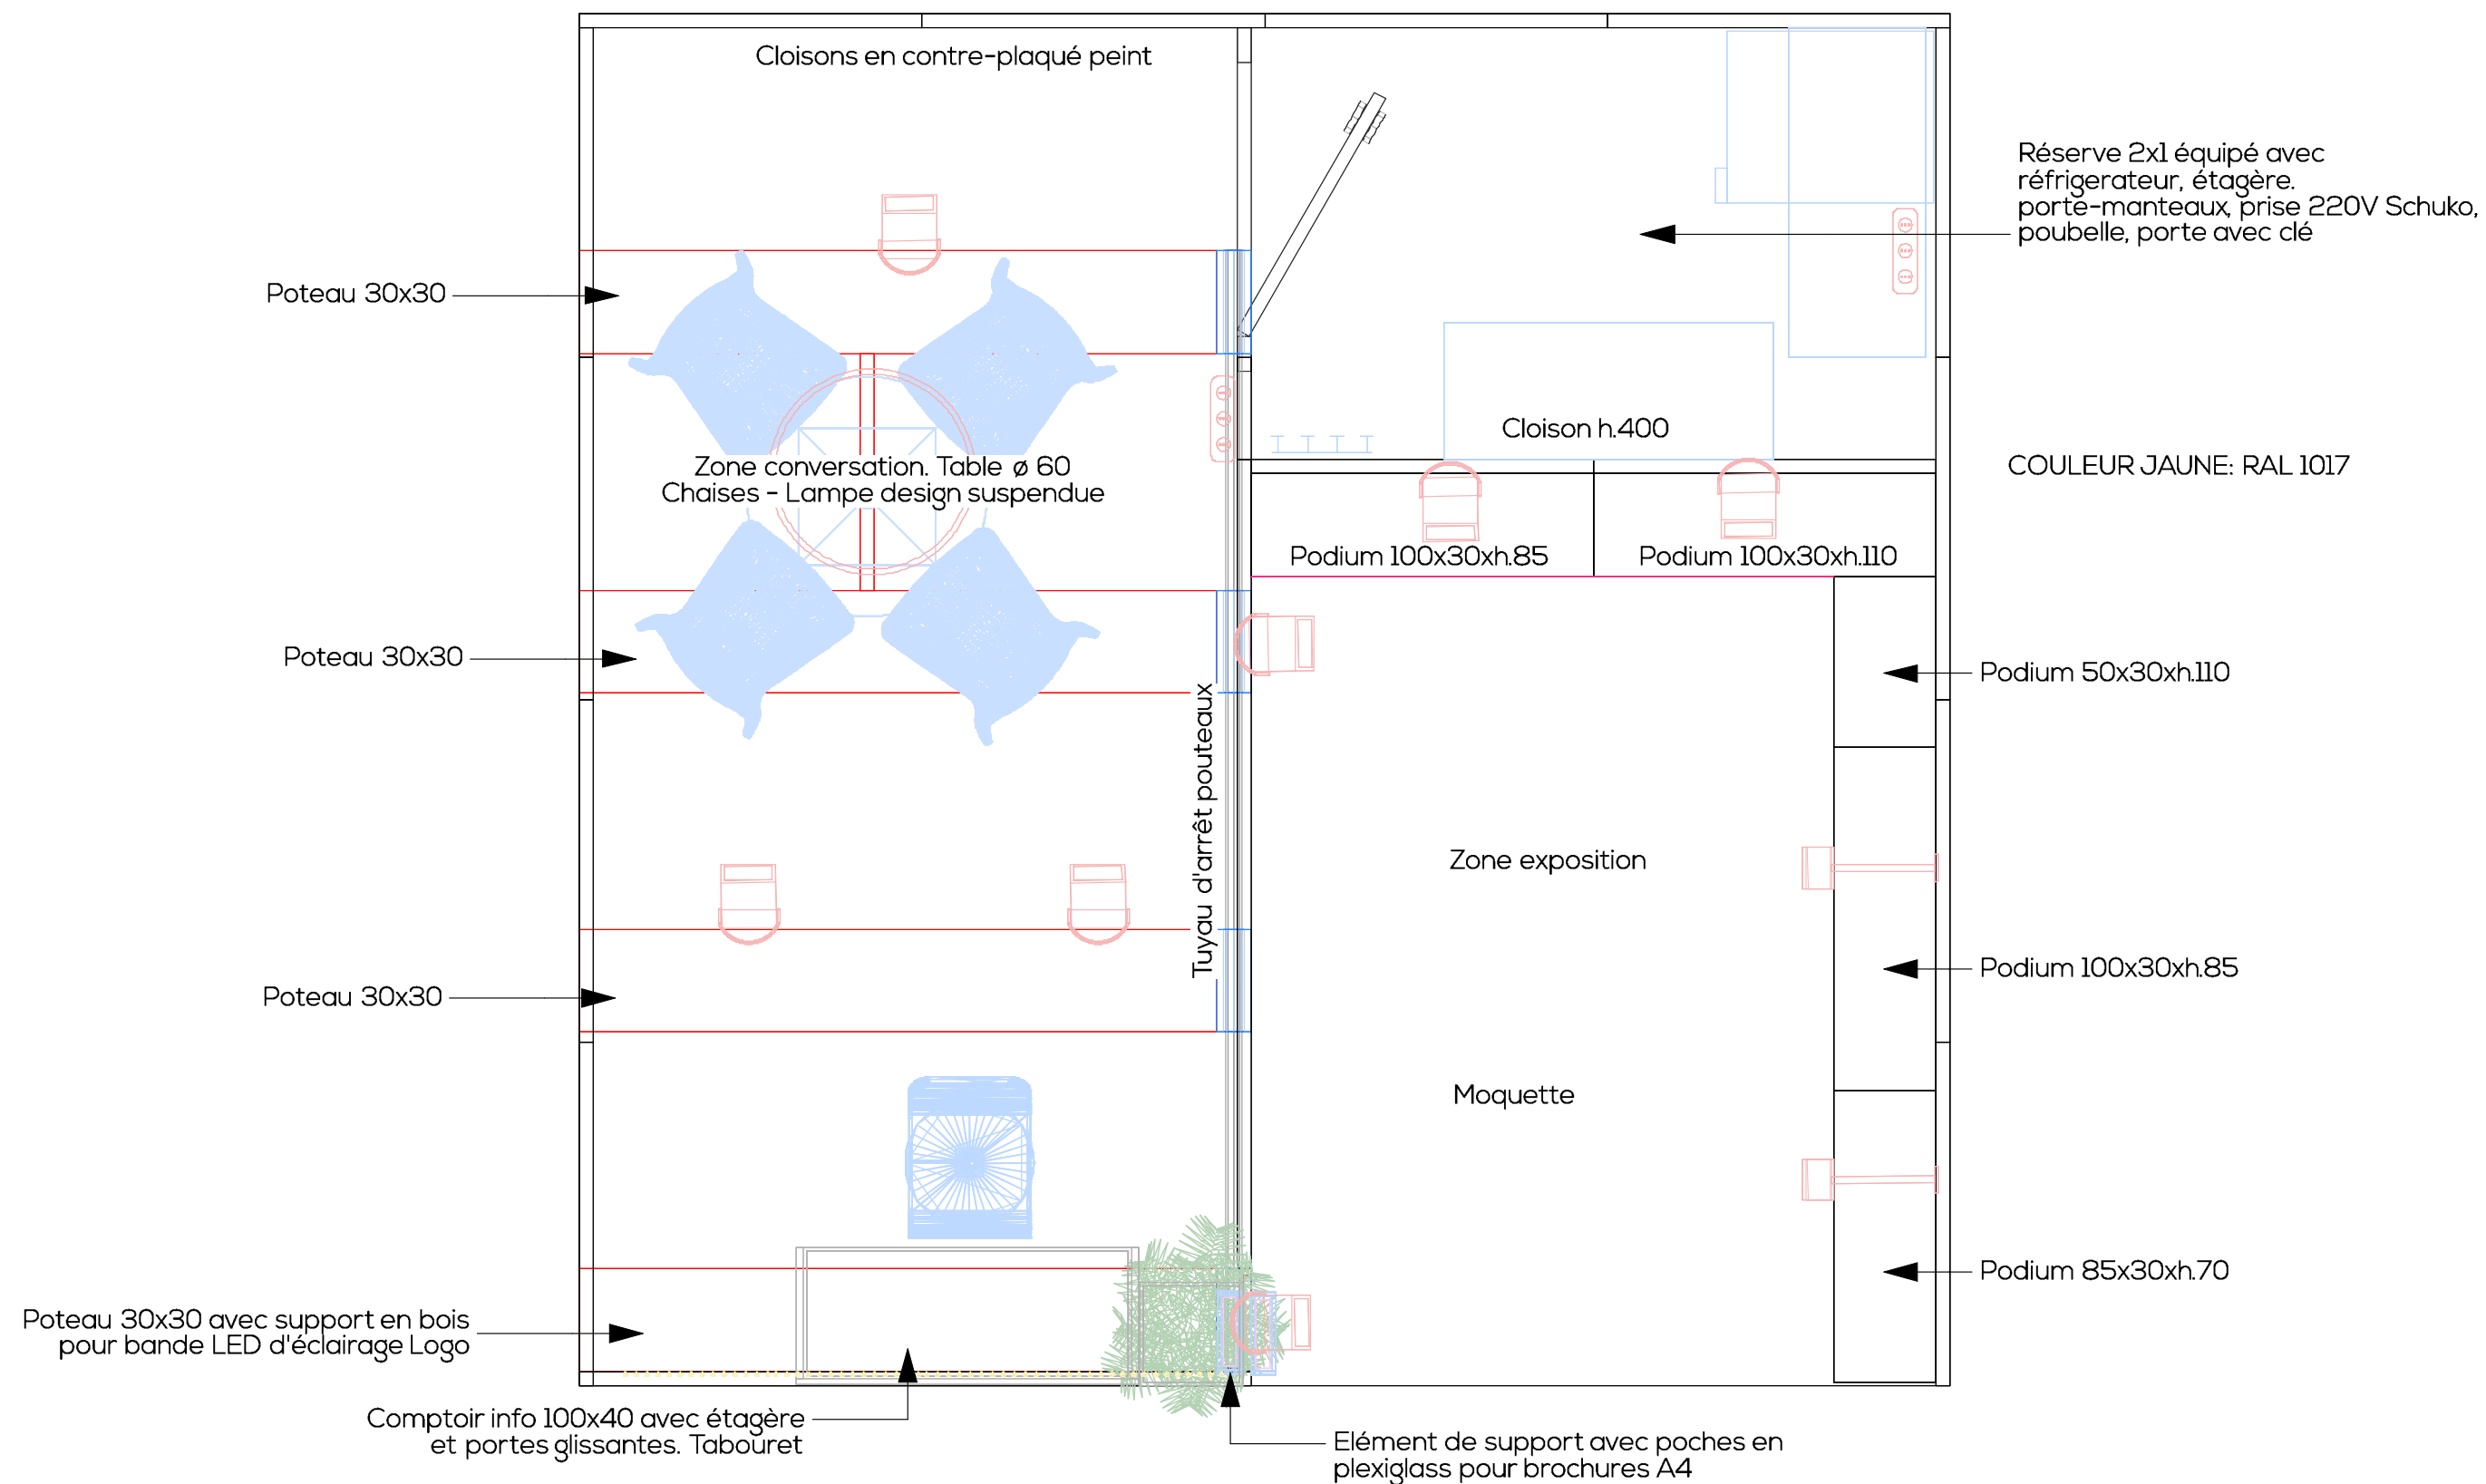 Cloisons en contre-plaqué peint
Réserve 2x1 équipé avec
réfrigerateur, étagère.
porte-manteaux, prise 220V Schuko,
poubelle, porte avec clé
Poteau 30x30
Cloison h.400
Zone conversation. Table ø 60
Chaises - Lampe design suspendue
COULEUR JAUNE: RAL 1017
Podium 100x30xh.85
Podium 100x30xh.110
Poteau 30x30
Podium 50x30xh.110
Tuyau d'arrêt pouteaux
Zone exposition
Podium 100x30xh.85
Poteau 30x30
Moquette
Podium 85x30xh.70
Poteau 30x30 avec support en bois
pour bande LED d'éclairage Logo
Comptoir info 100x40 avec étagère
et portes glissantes. Tabouret
Elément de support avec poches en
plexiglass pour brochures A4